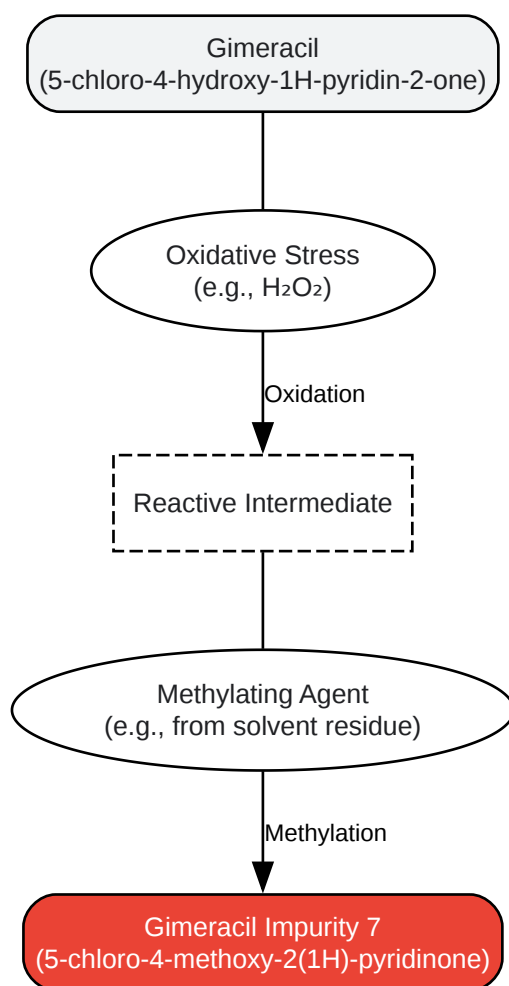 Gimeracil
(5-chloro-4-hydroxy-1H-pyridin-2-one)
Oxidative Stress
(e.g., H₂O₂)
Oxidation
Reactive Intermediate
Methylating Agent
(e.g., from solvent residue)
Methylation
Gimeracil Impurity 7
(5-chloro-4-methoxy-2(1H)-pyridinone)